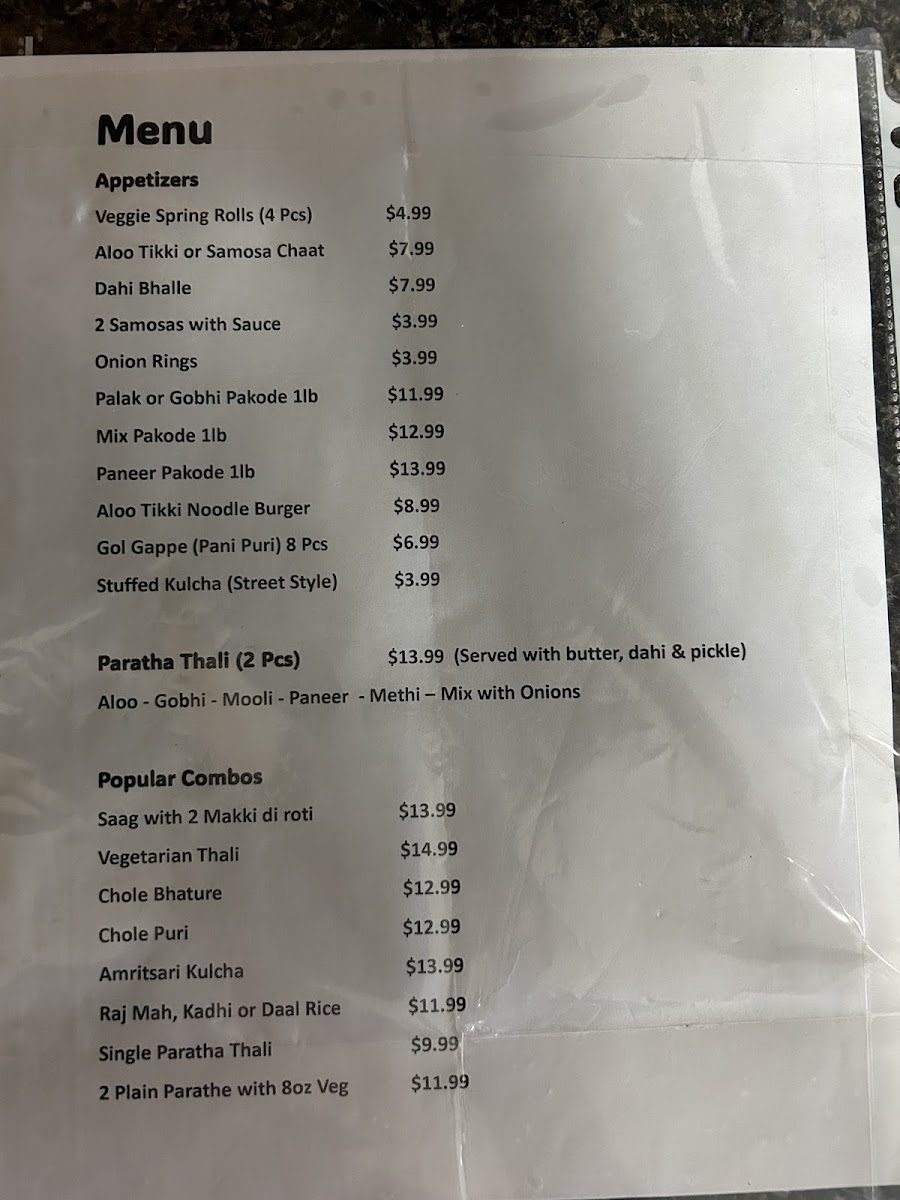 Menu
Appetizers
Veggie Spring Rolls (4 Pcs) $4.99
Aloo Tikki or Samosa Chaat $7.99
Dahi Bhalle $7.99
2 Samosas with Sauce $3.99
Onion Rings $3.99
Palak or Gobhi Pakode 1lb $11.99
Mix Pakode 1lb $12.99
Paneer Pakode 1lb $13.99
Aloo Tikki Noodle Burger $8.99
Gol Gappe (Pani Puri) 8 Pcs $6.99
Stuffed Kulcha (Street Style) $3.99
Paratha Thali (2 Pcs) $13.99 (Served with butter, dahi & pickle)
Aloo - Gobhi - Mooli - Paneer - Methi – Mix with Onions
Popular Combos
Saag with 2 Makki di roti $13.99
Vegetarian Thali $14.99
Chole Bhature $12.99
Chole Puri $12.99
Amritsari Kulcha $13.99
Raj Mah, Kadhi or Daal Rice $11.99
Single Paratha Thali $9.99
2 Plain Parathe with 8oz Veg $11.99